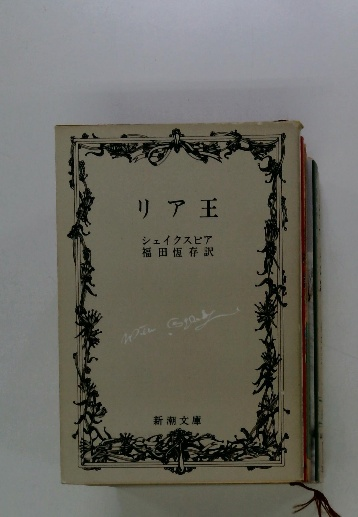 リア王
シェイクスピア
福田恆存訳
新潮文庫